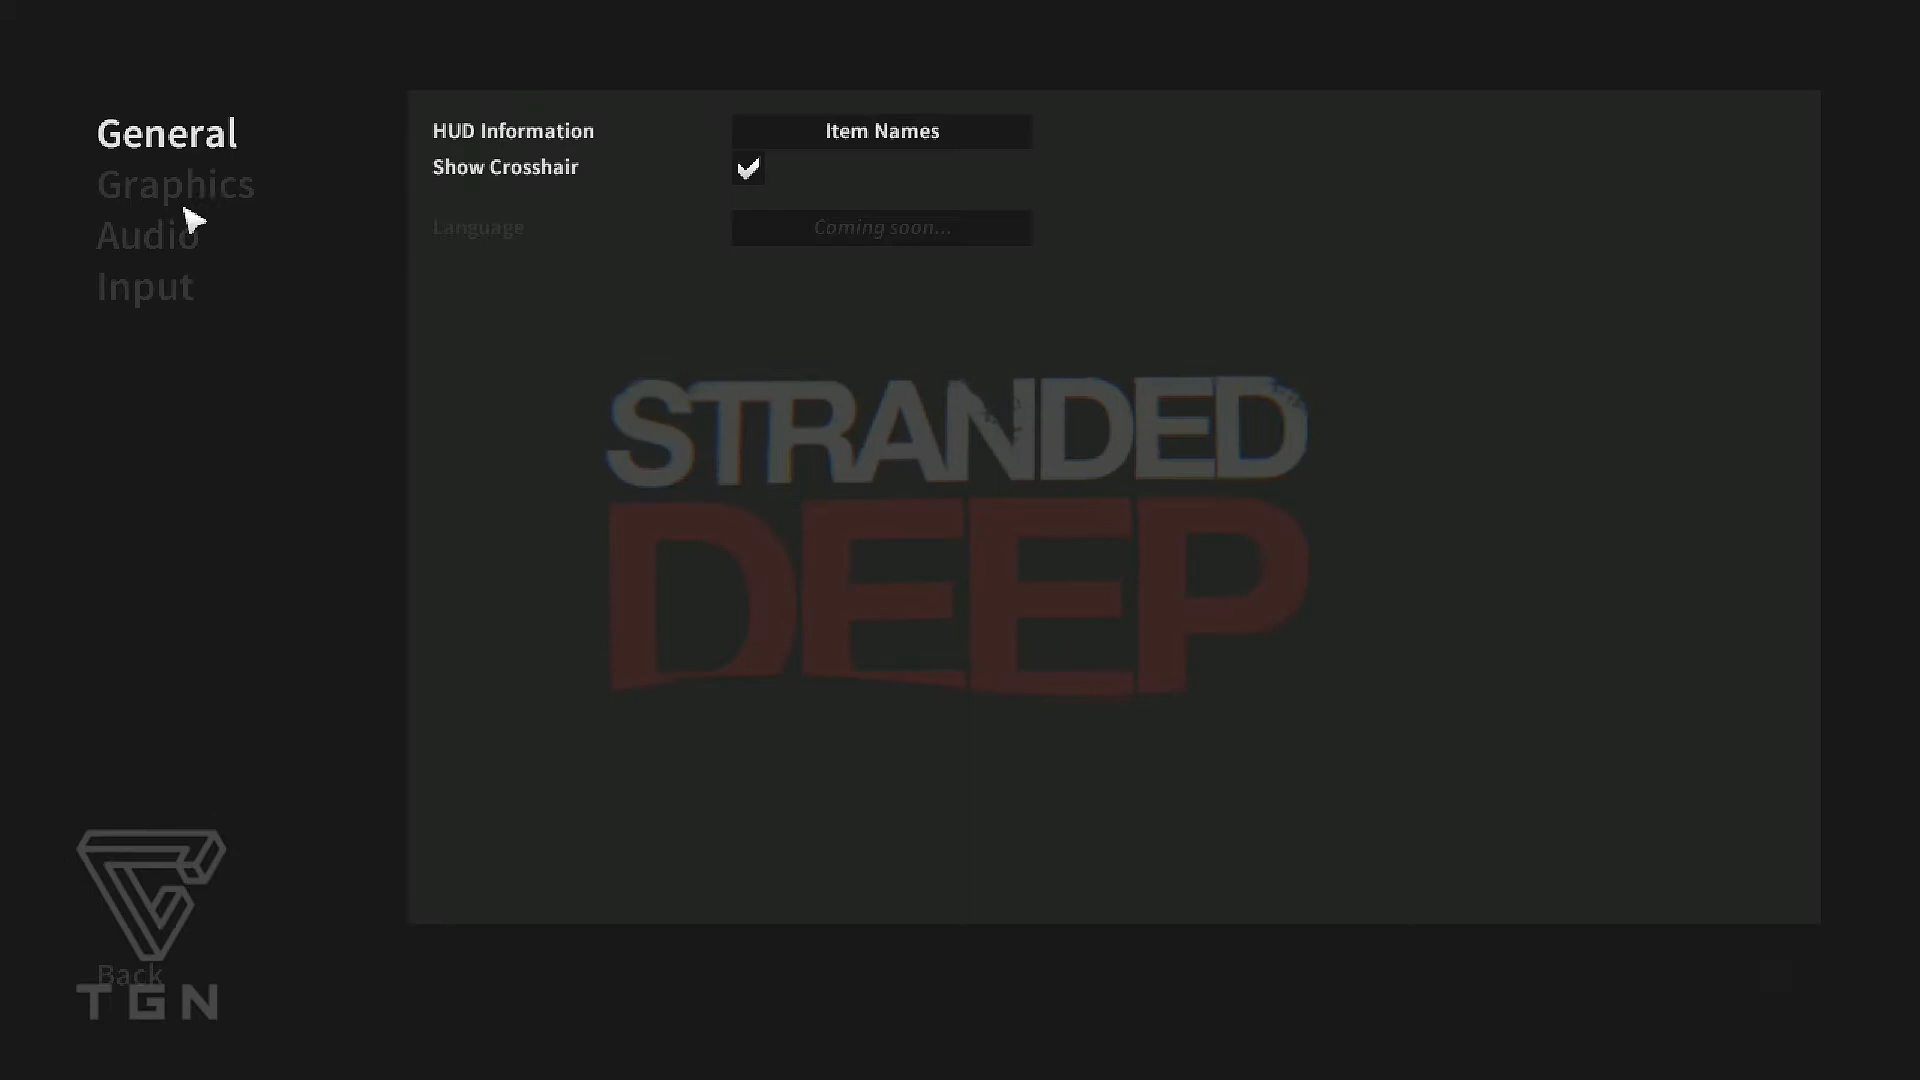 General
Graphics
Audio
Input
HUD Information
Item Names
Show Crosshair
Language
Coming soon...
STRANDED
DEEP
Back
TGN